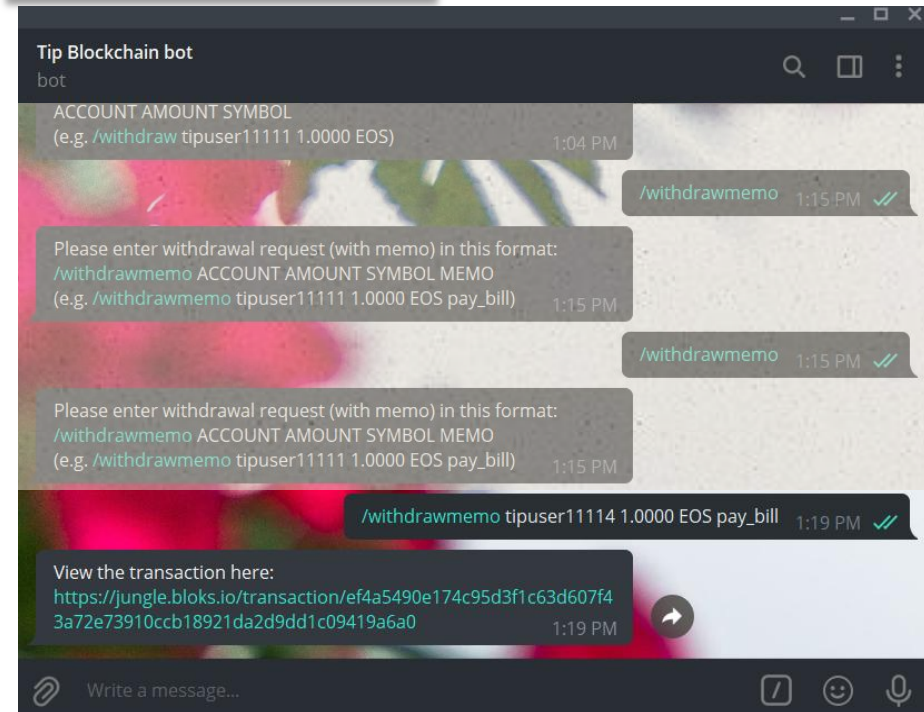 Tip Blockchain bot
bot
ACCOUNT AMOUNT SYMBOL
(e.g. /withdraw tipuser11111 1.0000 EOS)
1:04 PM
/withdrawmemo
1:15 PM
Please enter withdrawal request (with memo) in this format:
/withdrawmemo ACCOUNT AMOUNT SYMBOL MEMO
(e.g. /withdrawmemo tipuser11111 1.0000 EOS pay_bill)
1:15 PM
/withdrawmemo
1:15 PM
Please enter withdrawal request (with memo) in this format:
/withdrawmemo ACCOUNT AMOUNT SYMBOL MEMO
(e.g. /withdrawmemo tipuser11111 1.0000 EOS pay_bill)
1:15 PM
/withdrawmemo tipuser11114 1.0000 EOS pay_bill
1:19 PM
View the transaction here:
https://jungle.bloks.io/transaction/ef4a5490e174c95d3f1c63d607f4
3a72e73910ccb18921da2d9dd1c09419a6a0
1:19 PM
Write a message...